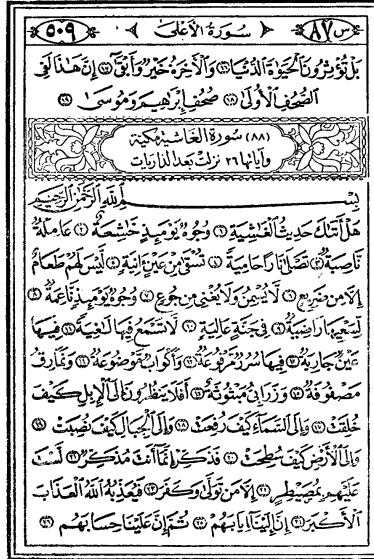 ٥٠٩ سُورَةُ الْأَعْلَى س ٨٧
بَلْ تُؤْثِرُونَ الْحَيَوٰةَ الدُّنْيَا ١٦ وَالْأَخِرَةُ خَيْرٌ وَأَبْقَىٰ ١٧ إِنَّ هَٰذَا لَفِى
الصُّحُفِ الْأُولَىٰ ١٨ صُحُفِ إِبْرَٰهِيمَ وَمُوسَىٰ ١٩
(٨٨) سورة الغاشية مكية
وآياتها ٢٦ نزلت بعد الذاريات
بِسْمِ اللَّهِ الرَّحْمَٰنِ الرَّحِيمِ
هَلْ أَتَىٰكَ حَدِيثُ الْغَٰشِيَةِ ١ وُجُوهٌ يَوْمَئِذٍ خَٰشِعَةٌ ٢ عَامِلَةٌ
نَّاصِبَةٌ ٣ تَصْلَىٰ نَارًا حَامِيَةً ٤ تُسْقَىٰ مِنْ عَيْنٍ ءَانِيَةٍ ٥ لَّيْسَ لَهُمْ طَعَامٌ
إِلَّا مِن ضَرِيعٍ ٦ لَّا يُسْمِنُ وَلَا يُغْنِى مِن جُوعٍ ٧ وُجُوهٌ يَوْمَئِذٍ نَّاعِمَةٌ ٨
لِّسَعْيِهَا رَاضِيَةٌ ٩ فِى جَنَّةٍ عَالِيَةٍ ١٠ لَّا تَسْمَعُ فِيهَا لَٰغِيَةً ١١ فِيهَا
عَيْنٌ جَارِيَةٌ ١٢ فِيهَا سُرُرٌ مَّرْفُوعَةٌ ١٣ وَأَكْوَابٌ مَّوْضُوعَةٌ ١٤ وَنَمَارِقُ
مَصْفُوفَةٌ ١٥ وَزَرَابِىُّ مَبْثُوثَةٌ ١٦ أَفَلَا يَنظُرُونَ إِلَى الْإِبِلِ كَيْفَ
خُلِقَتْ ١٧ وَإِلَى السَّمَاءِ كَيْفَ رُفِعَتْ ١٨ وَإِلَى الْجِبَالِ كَيْفَ نُصِبَتْ ١٩
وَإِلَى الْأَرْضِ كَيْفَ سُطِحَتْ ٢٠ فَذَكِّرْ إِنَّمَا أَنتَ مُذَكِّرٌ ٢١ لَّسْتَ
عَلَيْهِم بِمُصَيْطِرٍ ٢٢ إِلَّا مَن تَوَلَّىٰ وَكَفَرَ ٢٣ فَيُعَذِّبُهُ اللَّهُ الْعَذَابَ
الْأَكْبَرَ ٢٤ إِنَّ إِلَيْنَا إِيَابَهُمْ ٢٥ ثُمَّ إِنَّ عَلَيْنَا حِسَابَهُم ٢٦